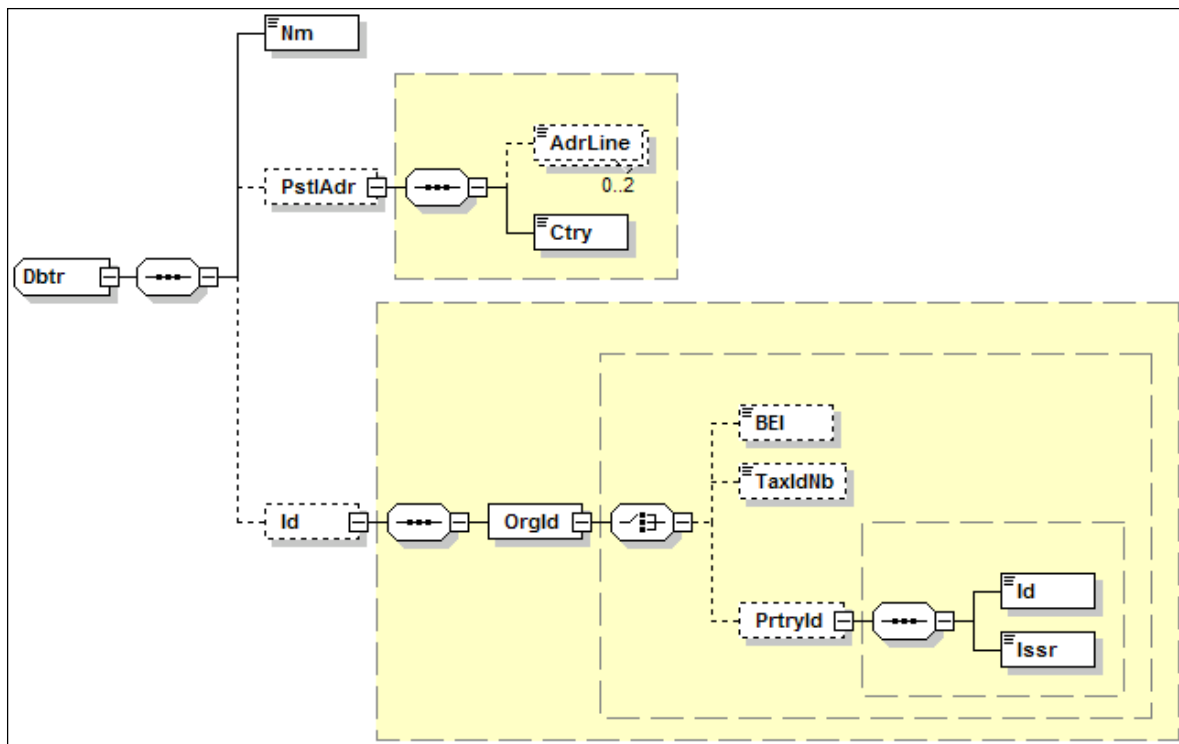 Nm
AdrLine
0..2
PstlAdr
Ctry
Dbtr
BEI
TaxIdNb
Id
OrgId
Id
PrtryId
Issr